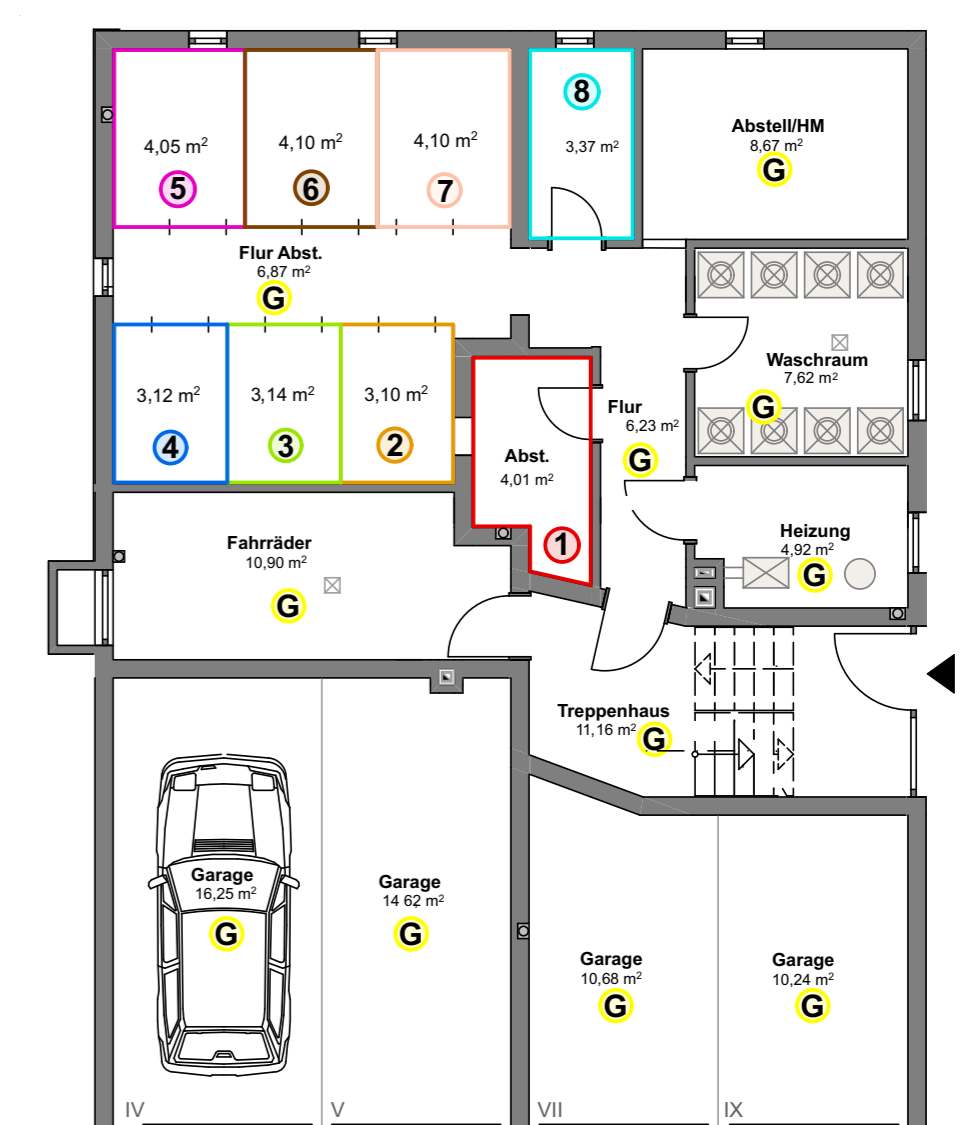 8
Abstell/HM
8,67 m²
G
4,05 m²
4,10 m²
4,10 m²
3,37 m²
5
6
7
Flur Abst.
6,87 m²
G
Waschraum
7,62 m²
G
3,12 m²
3,14 m²
3,10 m²
4
3
2
Flur
6,23 m²
G
Abst.
4,01 m²
1
Fahrräder
10,90 m²
G
Heizung
4,92 m²
G
Treppenhaus
11,16 m²
G
Garage
16,25 m²
G
Garage
14 62 m²
G
Garage
10,68 m²
G
Garage
10,24 m²
G
IV
V
VII
IX